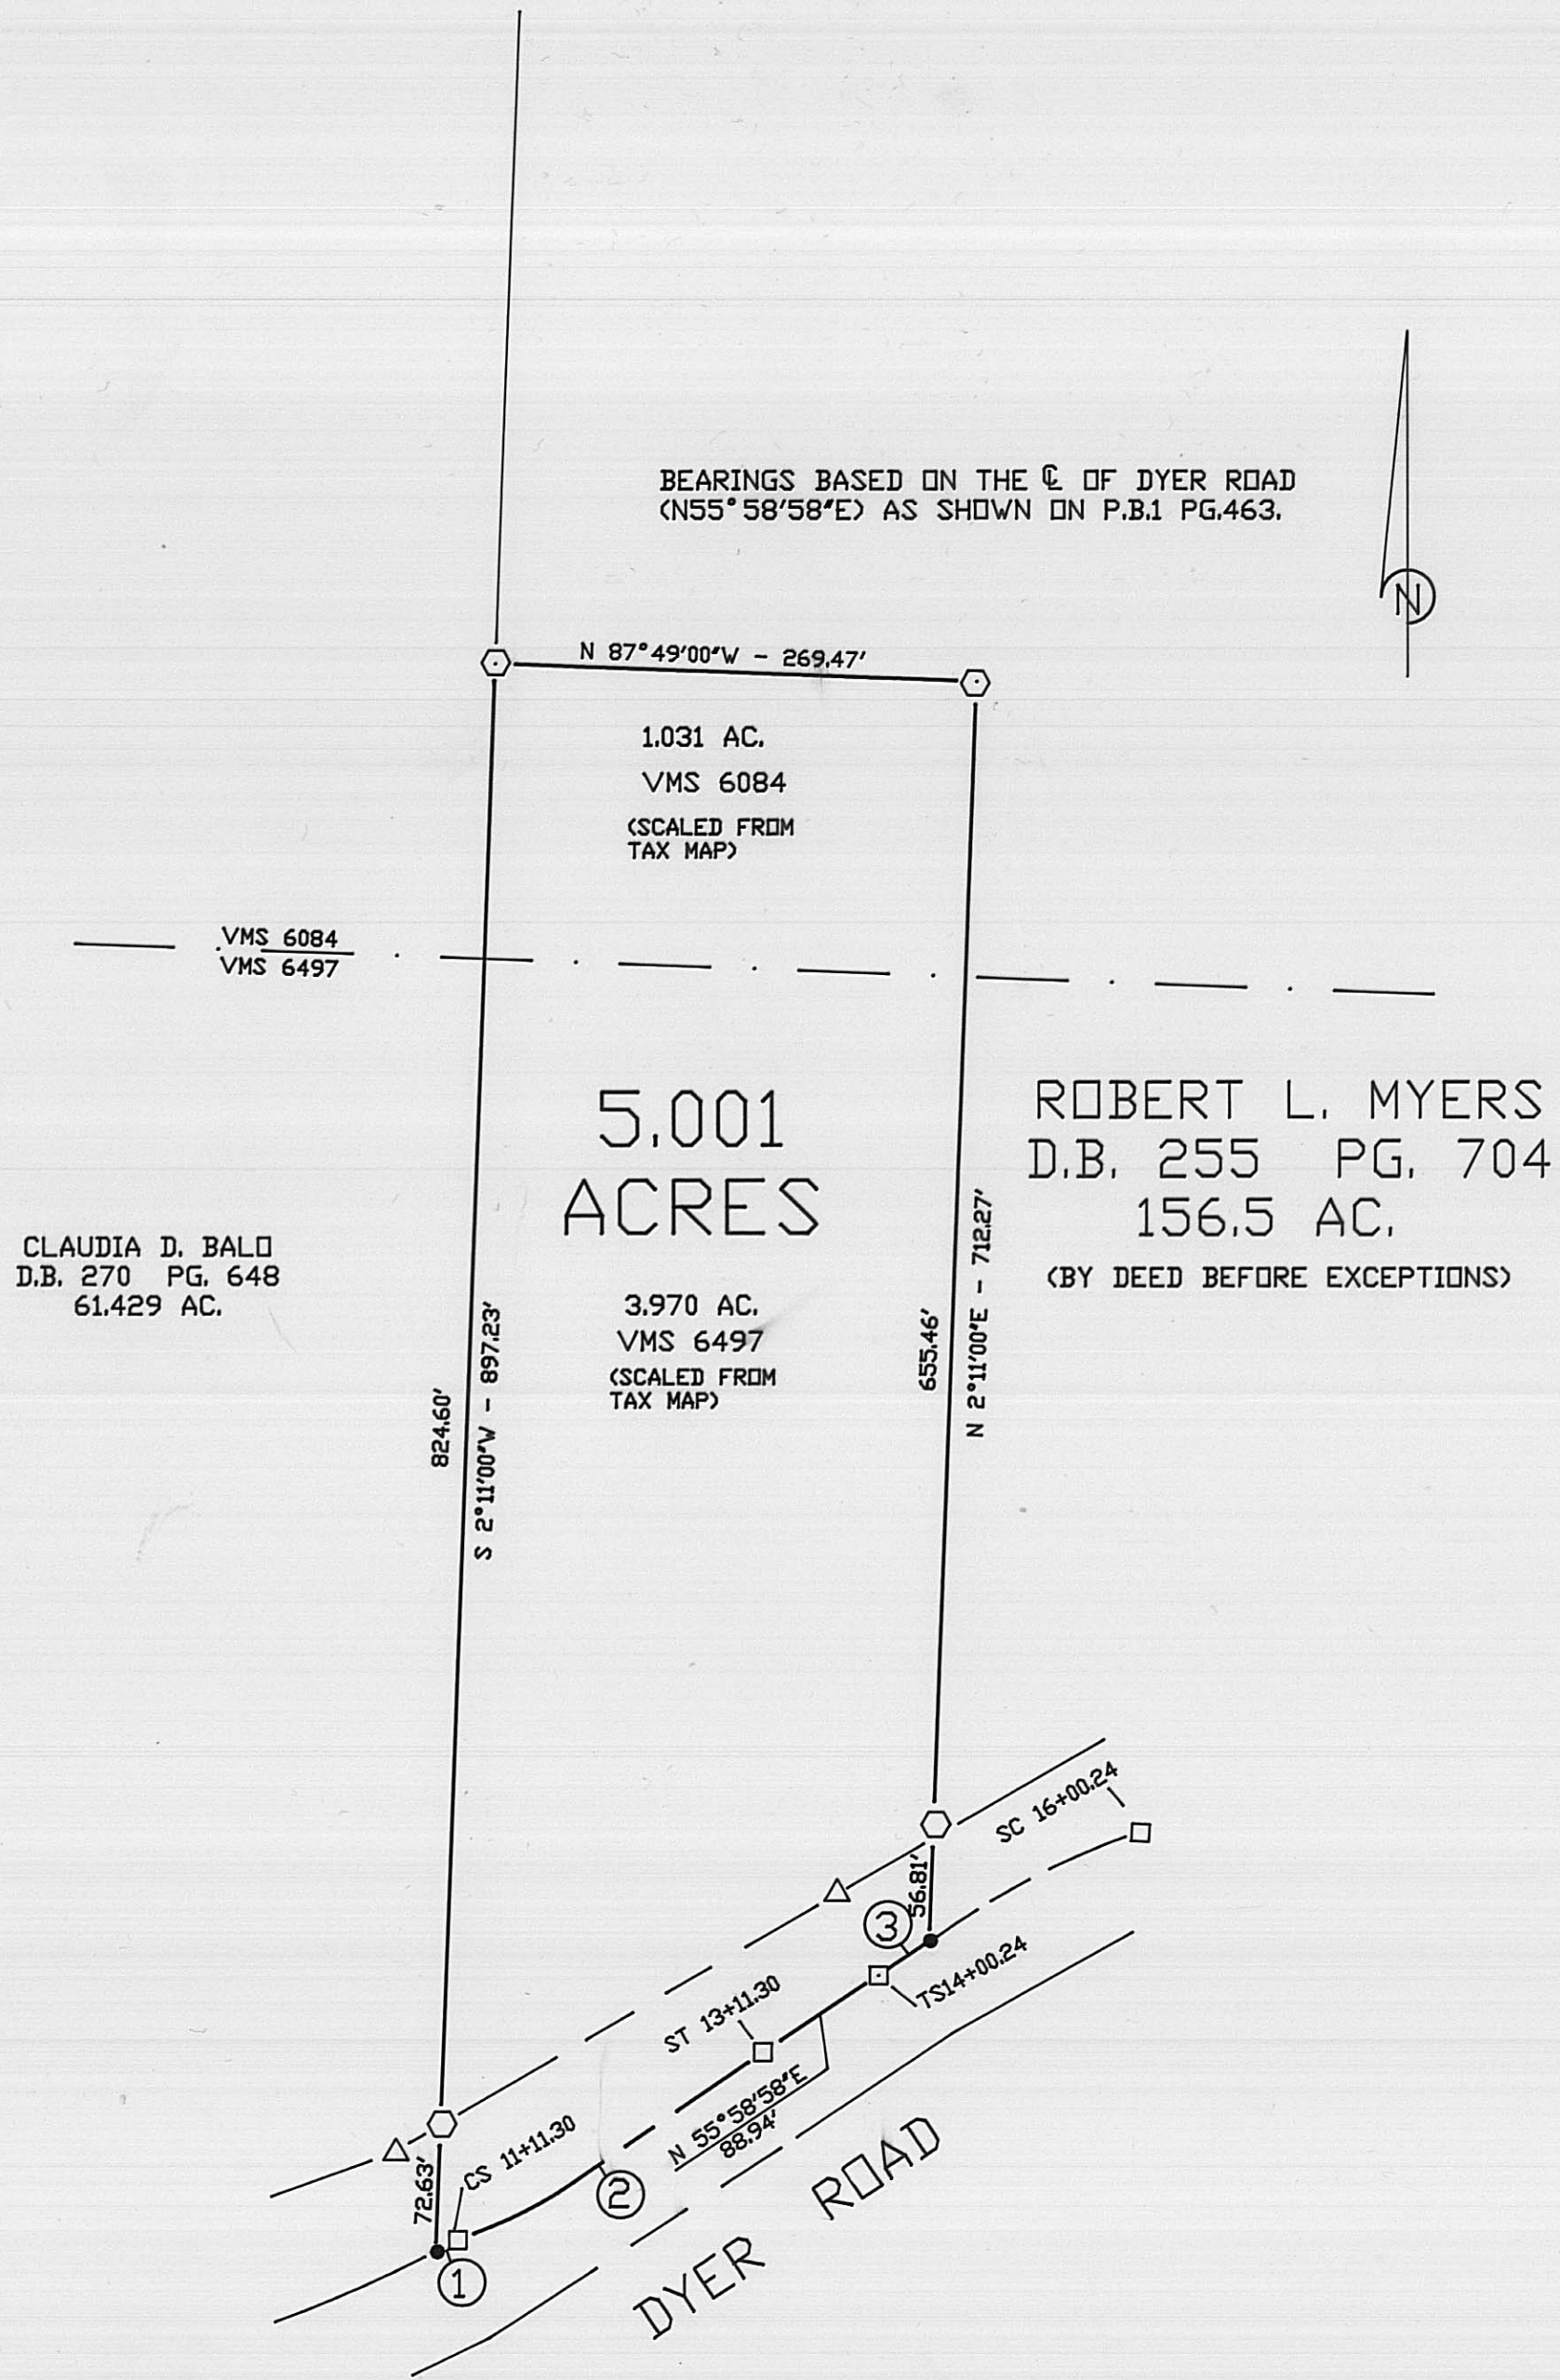 BEARINGS BASED ON THE ℄ OF DYER ROAD
(N55°58'58"E) AS SHOWN ON P.B.1 PG.463.
N
N 87°49'00"W - 269.47'
1.031 AC.
VMS 6084
(SCALED FROM
TAX MAP)
VMS 6084
VMS 6497
5.001
ACRES
ROBERT L. MYERS
D.B. 255 PG. 704
156.5 AC.
(BY DEED BEFORE EXCEPTIONS)
CLAUDIA D. BALO
D.B. 270 PG. 648
61.429 AC.
3.970 AC.
VMS 6497
(SCALED FROM
TAX MAP)
824.60'
S 2°11'00"W - 897.23'
655.46'
N 2°11'00"E - 712.27'
SC 16+00.24
56.81'
3
TS14+00.24
ST 13+11.30
N 55°58'58"E
88.94'
CS 11+11.30
2
72.63'
1
DYER ROAD